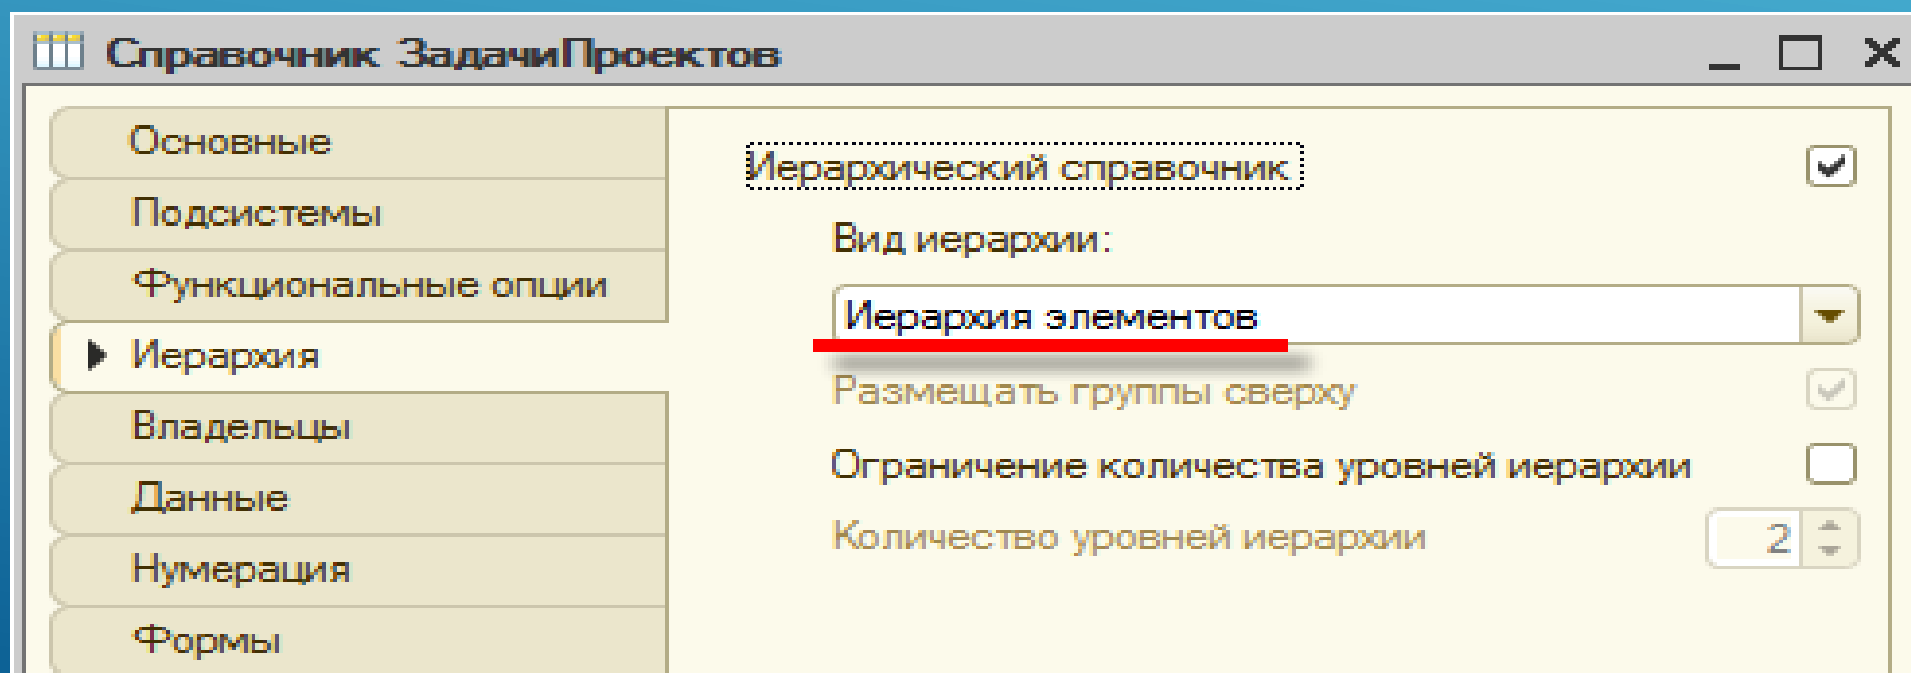 Справочник ЗадачиПроектов
Основные
Подсистемы
Функциональные опции
Иерархия
Владельцы
Данные
Нумерация
Формы
Иерархический справочник
Вид иерархии:
Иерархия элементов
Размещать группы сверху
Ограничение количества уровней иерархии
Количество уровней иерархии 2